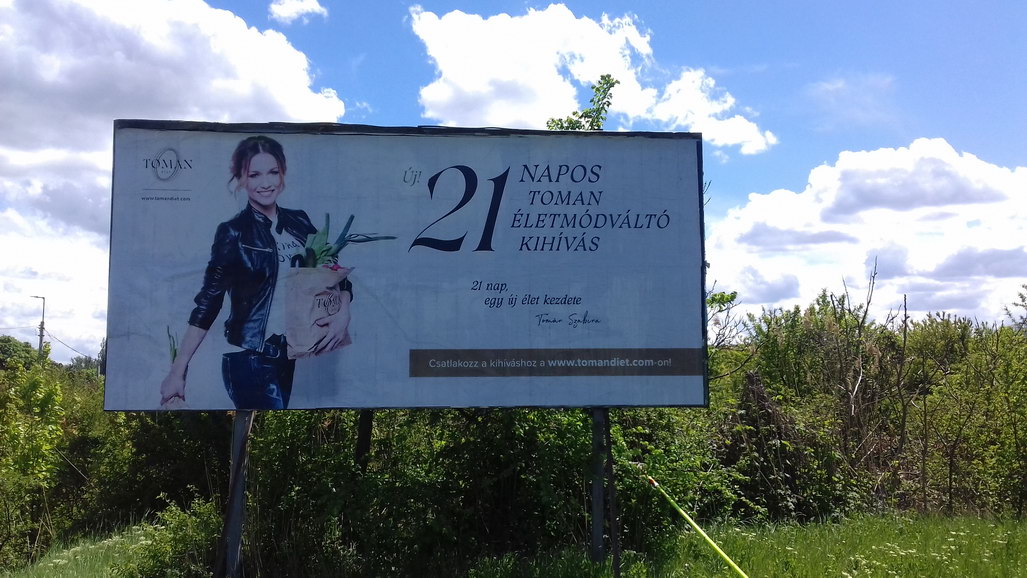 TOMAN
www.tomandiet.com
Új!
21
NAPOS
TOMAN
ÉLETMÓDVÁLTÓ
KIHÍVÁS
21 nap,
egy új élet kezdete
Toman Szabina
TOMAN
Csatlakozz a kihíváshoz a www.tomandiet.com-on!